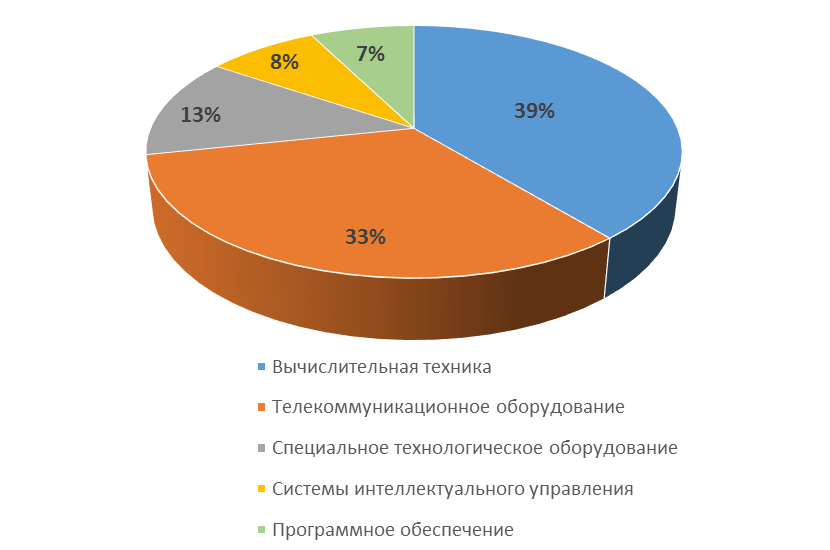 7%
8%
39%
13%
33%
Вычислительная техника
Телекоммуникационное оборудование
Специальное технологическое оборудование
Системы интеллектуального управления
Программное обеспечение